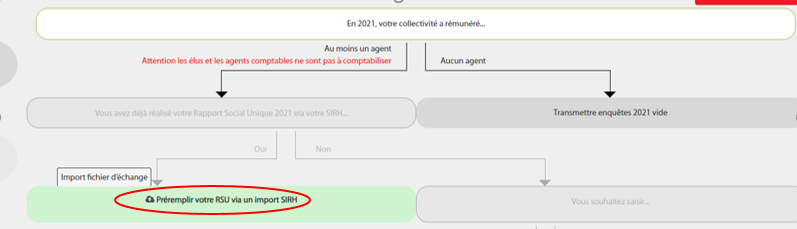 En 2021, votre collectivité a rémunéré...
Au moins un agent
Attention les élus et les agents comptables ne sont pas à comptabiliser
Aucun agent
Vous avez déjà réalisé votre Rapport Social Unique 2021 via votre SIRH...
Transmettre enquêtes 2021 vide
Oui
Non
Import fichier d'échange
Préremplir votre RSU via un import SIRH
Vous souhaitez saisir...